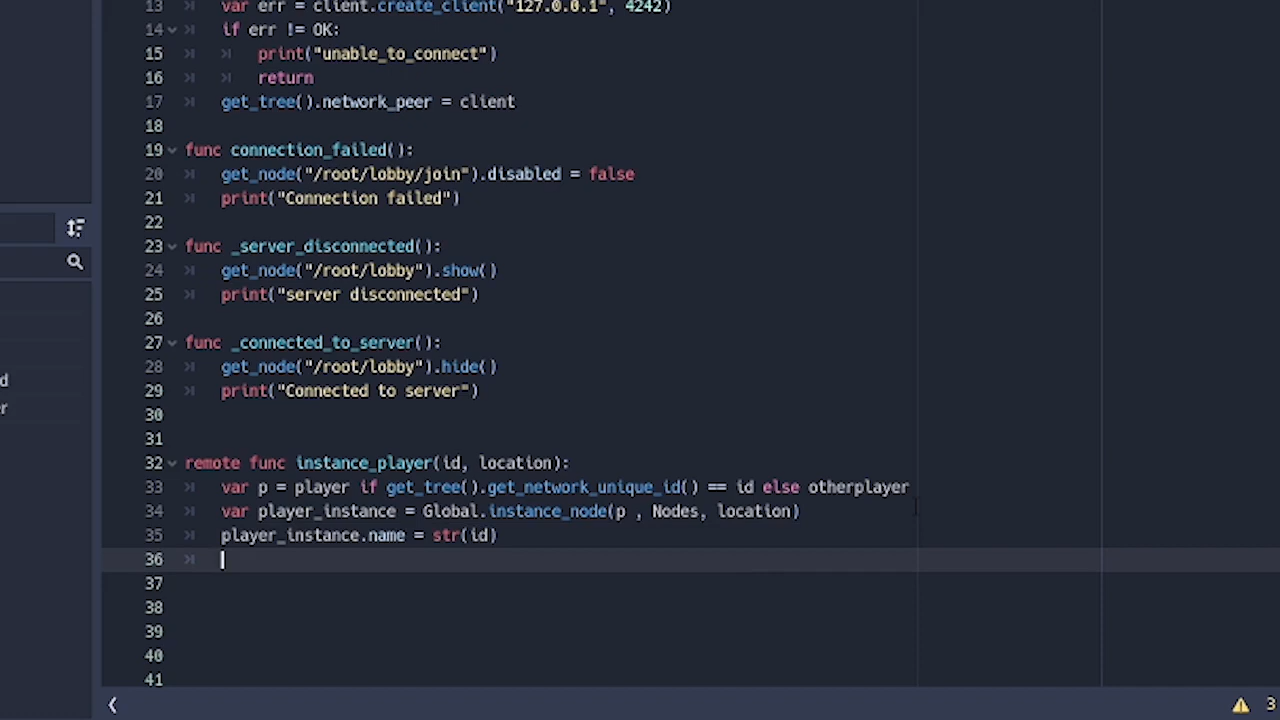 13 var err = client.create_client("127.0.0.1", 4242)
14 if err != OK:
15 print("unable_to_connect")
16 return
17 get_tree().network_peer = client
18
19 func connection_failed():
20 get_node("/root/lobby/join").disabled = false
21 print("Connection failed")
22
23 func _server_disconnected():
24 get_node("/root/lobby").show()
25 print("server disconnected")
26
27 func _connected_to_server():
28 get_node("/root/lobby").hide()
29 print("Connected to server")
30
31
32 remote func instance_player(id, location):
33 var p = player if get_tree().get_network_unique_id() == id else otherplayer
34 var player_instance = Global.instance_node(p , Nodes, location)
35 player_instance.name = str(id)
36
37
38
39
40
41
d
er
3